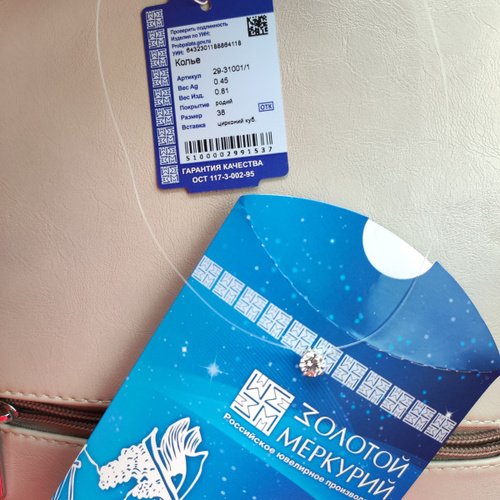 Проверить подлинность
Изделия по УИН:
Probpalata.gov.ru
УИН: 6432301188864118
Колье
Артикул 29-31001/1
Вес Ag 0.45
Вес Изд. 0.81
Покрытие родий
Размер 38 ОТК
Вставка цирконий куб.
5100002991537
ГАРАНТИЯ КАЧЕСТВА
ОСТ 117-3-002-95
ЗОЛОТОЙ
МЕРКУРИЙ
Российское ювелирное производ